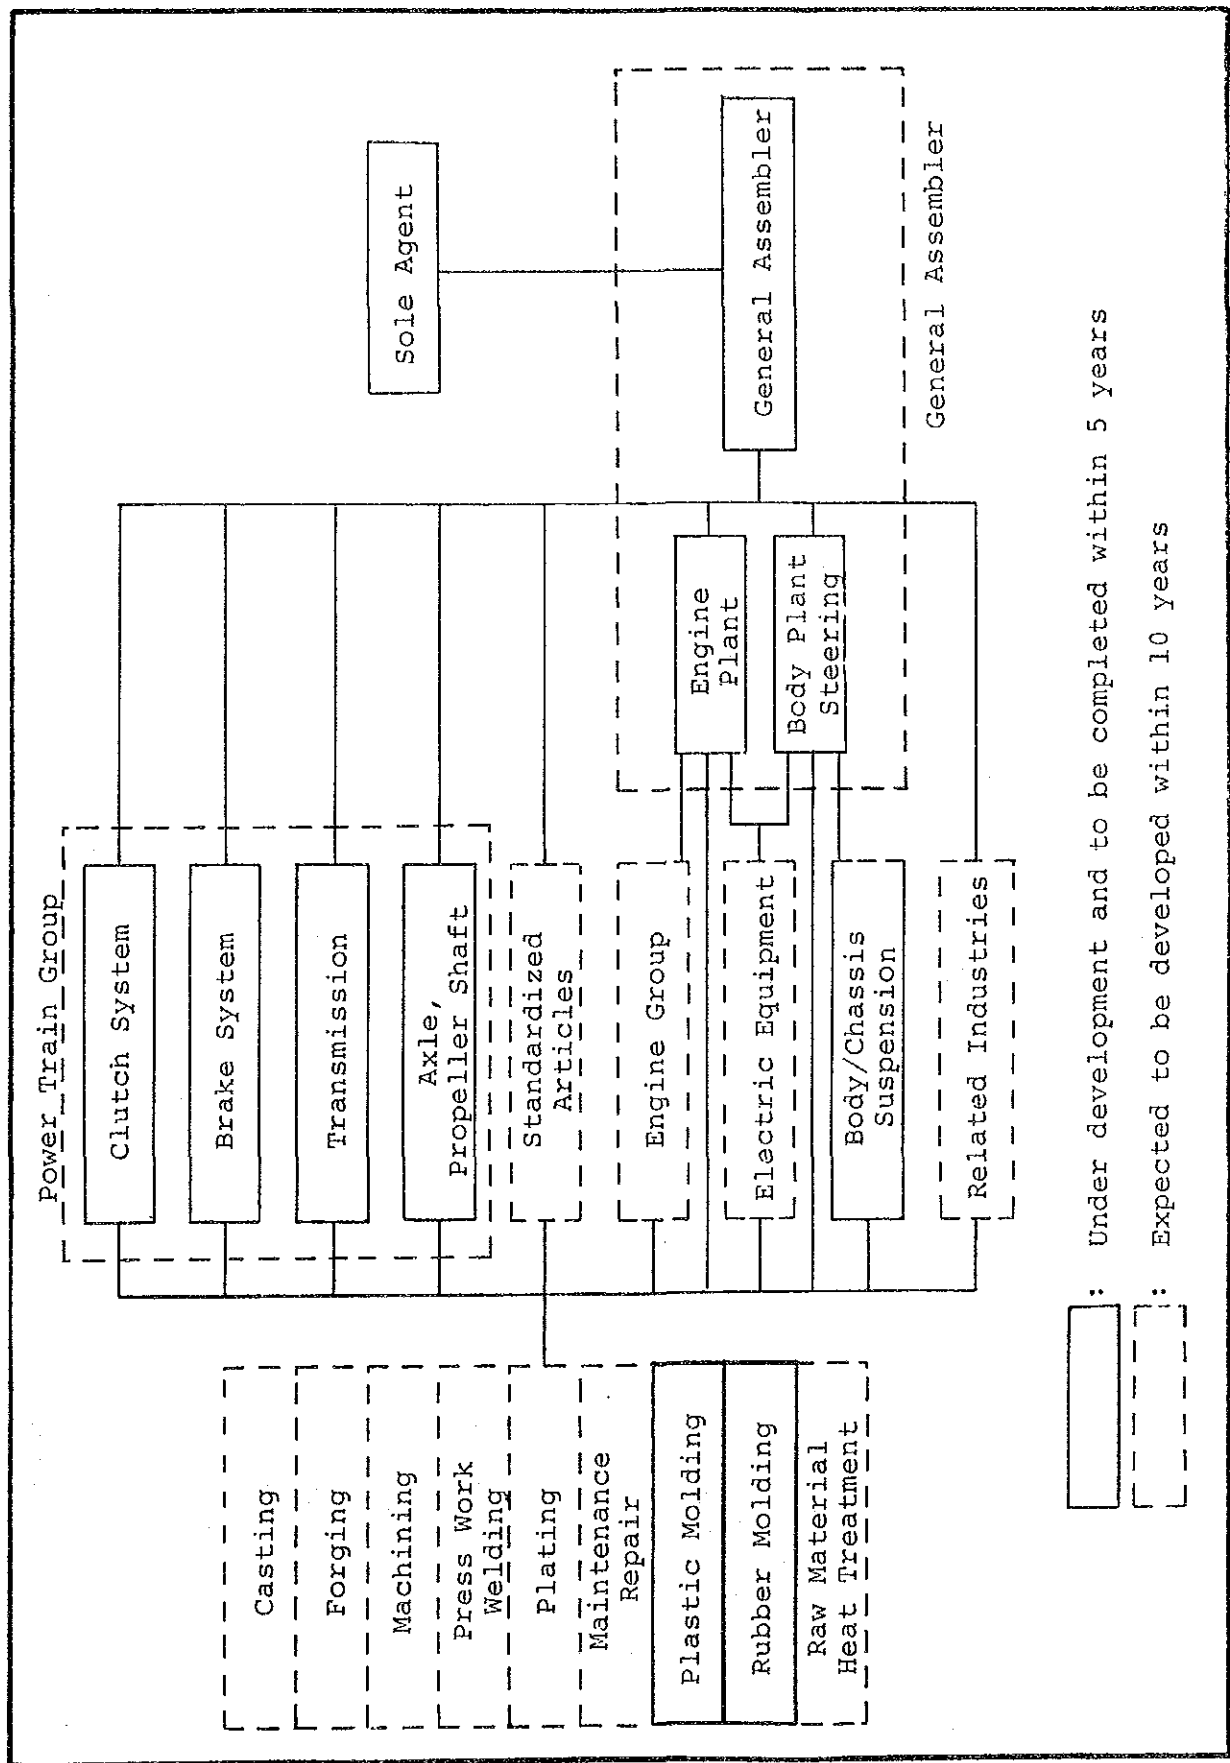 Casting
Forging
Machining
Press Work
Welding
Plating
Maintenance
Repair
Plastic Molding
Rubber Molding
Raw Material
Heat Treatment
Power Train Group
Clutch System
Brake System
Transmission
Axle,
Propeller Shaft
Standardized
Articles
Engine Group
Electric Equipment
Body/Chassis
Suspension
Related Industries
Engine
Plant
Body Plant
Steering
Sole Agent
General Assembler
General Assembler
: Under development and to be completed within 5 years
: Expected to be developed within 10 years